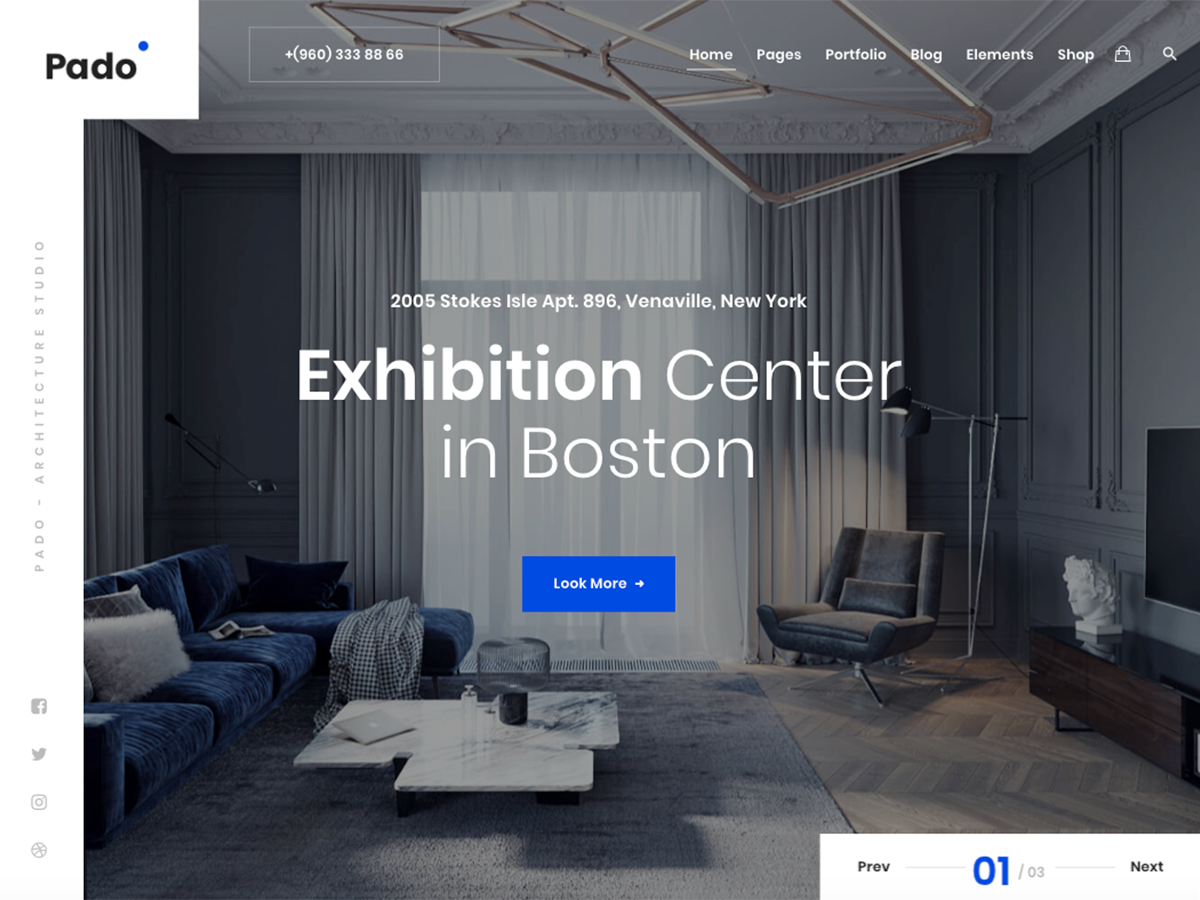 Pado
+(960) 333 88 66
Home Pages Portfolio Blog Elements Shop
PADO - ARCHITECTURE STUDIO
2005 Stokes Isle Apt. 896, Venaville, New York
Exhibition Center
in Boston
Look More →
Prev 01 / 03 Next